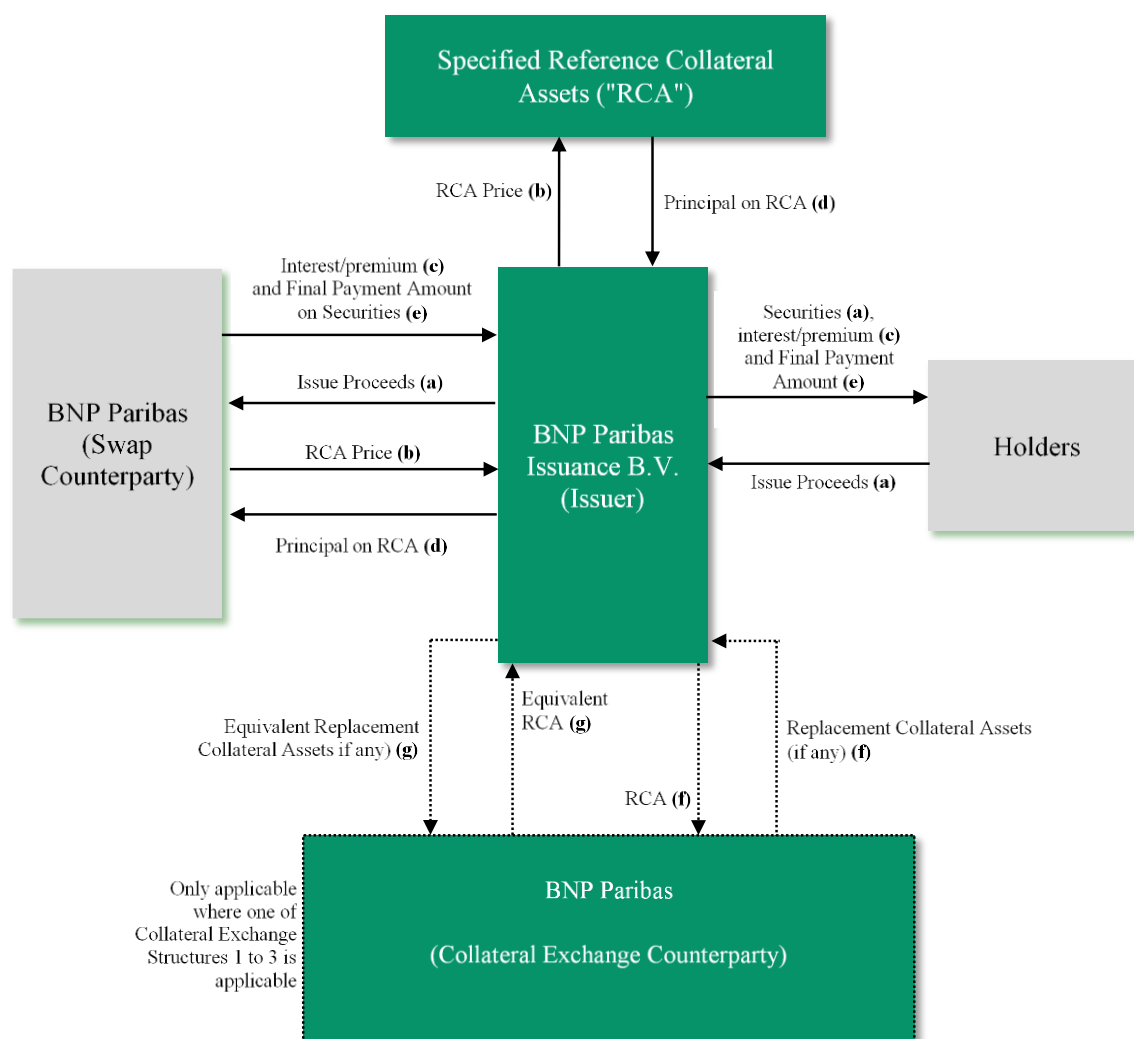 Specified Reference Collateral
Assets ("RCA")
RCA Price (b)
Principal on RCA (d)
Interest/premium (c)
and Final Payment Amount
on Securities (e)
Issue Proceeds (a)
RCA Price (b)
Principal on RCA (d)
BNP Paribas
(Swap
Counterparty)
BNP Paribas
Issuance B.V.
(Issuer)
Securities (a),
interest/premium (c)
and Final Payment
Amount (e)
Issue Proceeds (a)
Holders
Equivalent Replacement
Collateral Assets if any) (g)
Equivalent
RCA (g)
RCA (f)
Replacement Collateral Assets
(if any) (f)
Only applicable
where one of
Collateral Exchange
Structures 1 to 3 is
applicable
BNP Paribas
(Collateral Exchange Counterparty)